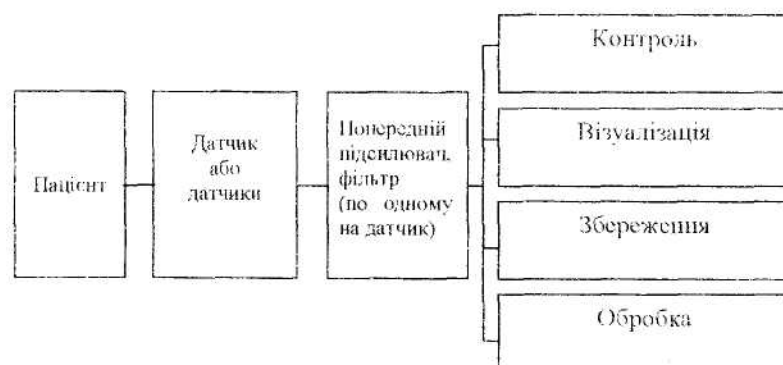 Пацієнт
Датчик
або
датчики
Попередній
підсилювач,
фільтр
(по одному
на датчик)
Контроль
Візуалізація
Збереження
Обробка